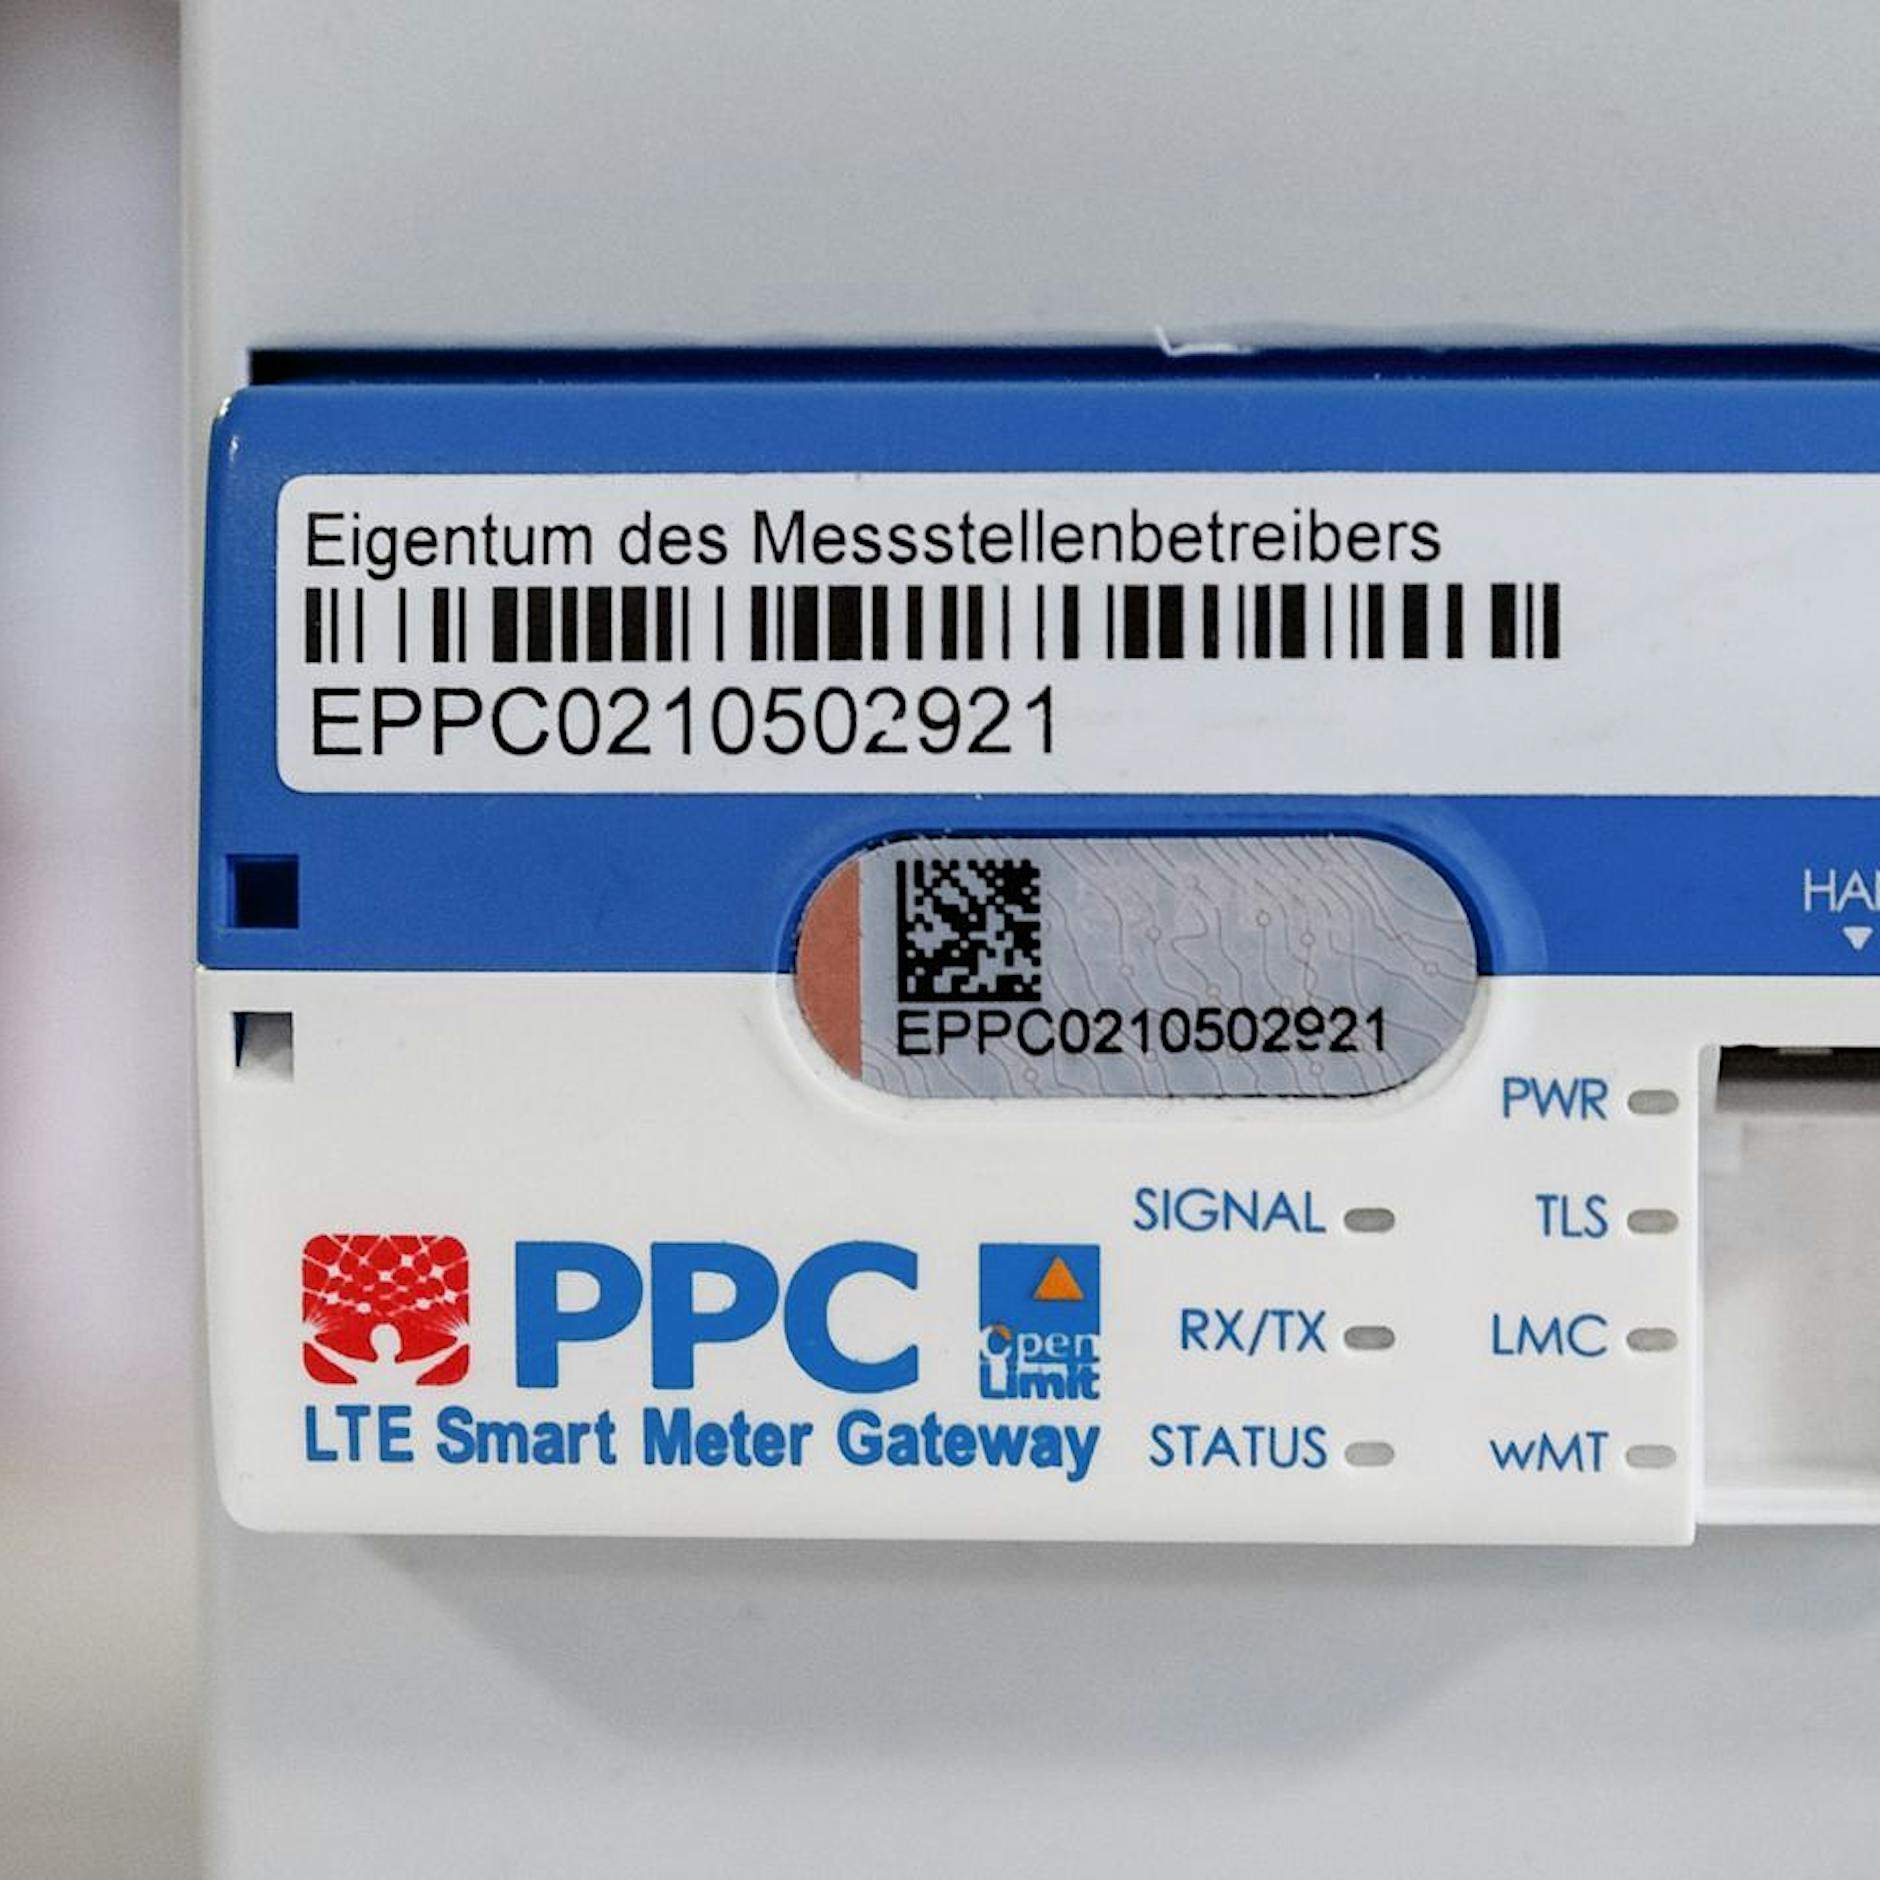 Eigentum des Messstellenbetreibers
EPPC0210502921
EPPC0210502921
PWR
SIGNAL
TLS
RX/TX
LMC
STATUS
wMT
PPC
Open
Limit
LTE Smart Meter Gateway